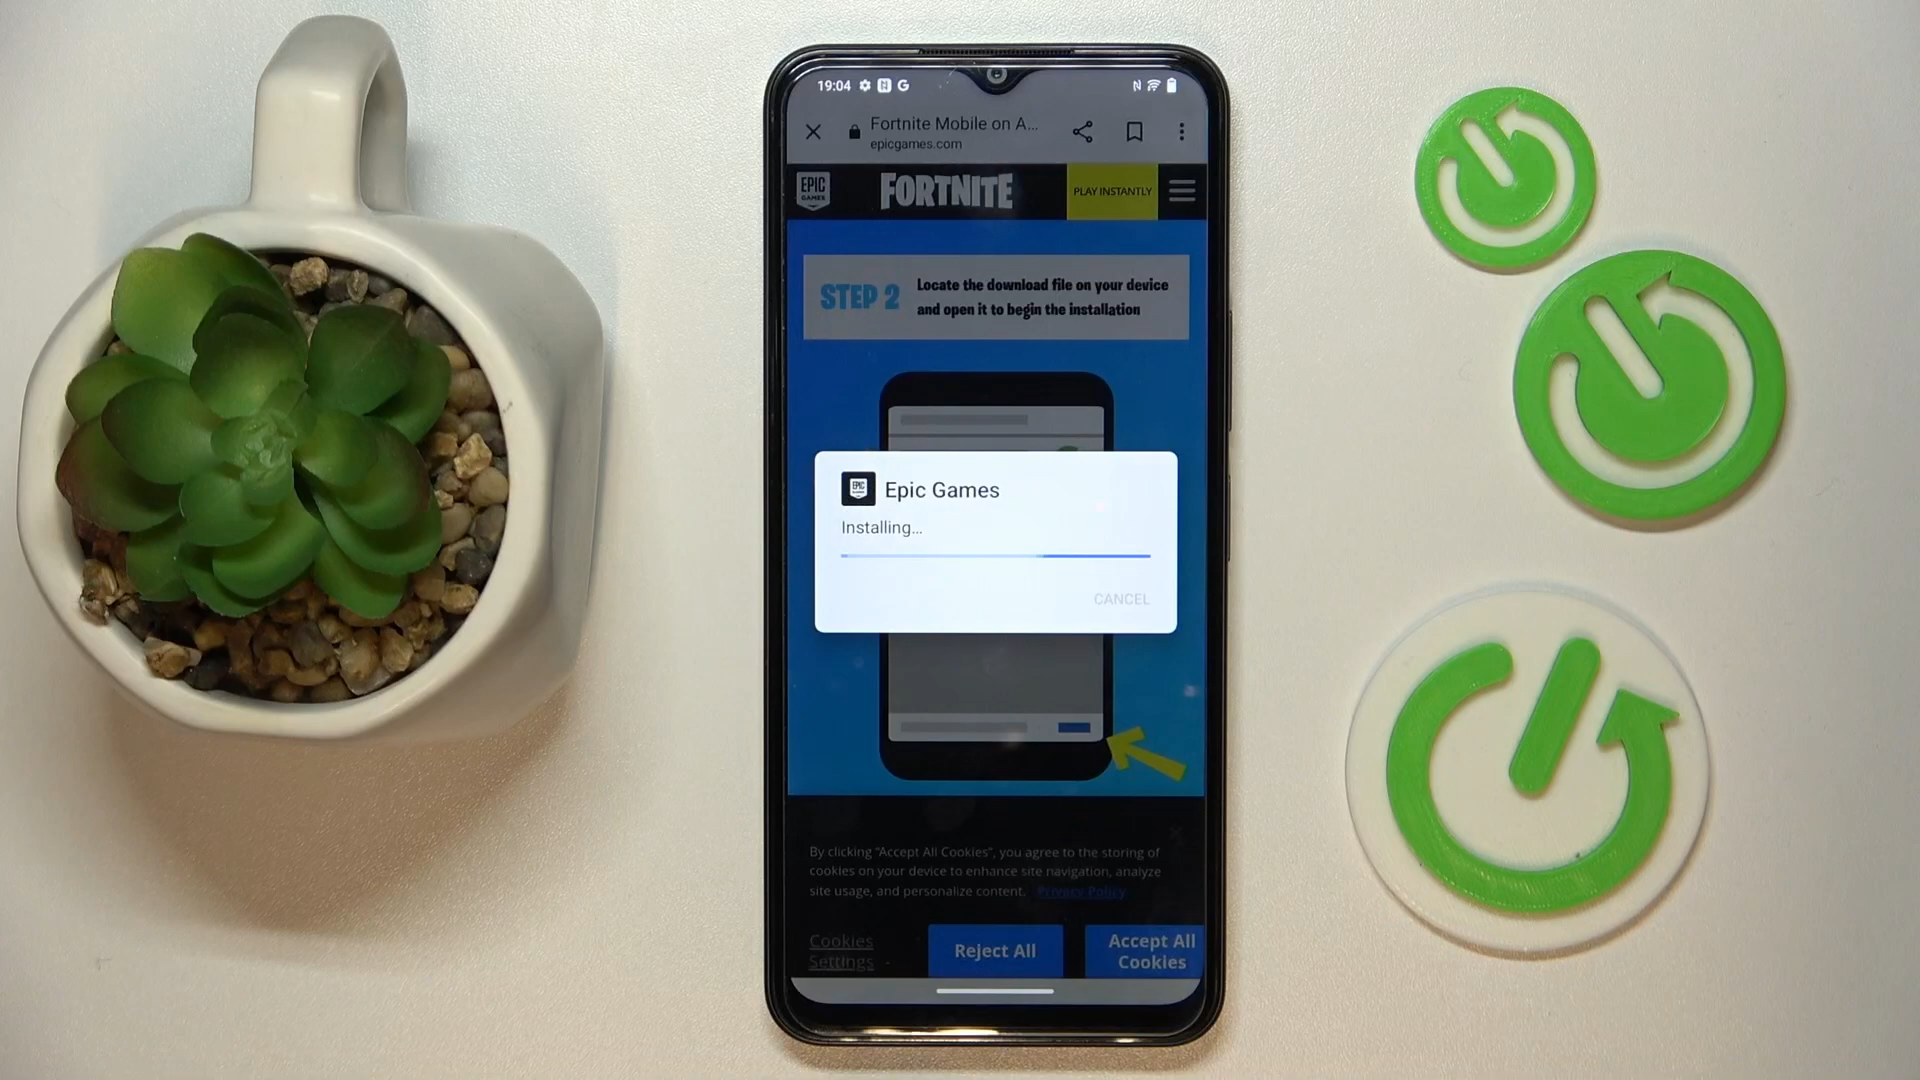 19:04
Fortnite Mobile on A...
epicgames.com
EPIC
GAMES
FORTNITE
PLAY INSTANTLY
STEP 2
Locate the download file on your device
and open it to begin the installation
EPIC
Epic Games
Installing...
CANCEL
By clicking "Accept All Cookies", you agree to the storing of
cookies on your device to enhance site navigation, analyze
site usage, and personalize content. Privacy Policy
Cookies
Settings
Reject All
Accept All
Cookies